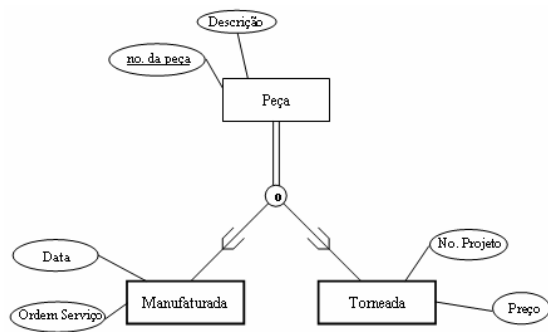 Descrição
no. da peça
Peça
o
Data
No. Projeto
Manufaturada
Torneada
Ordem Serviço
Preço